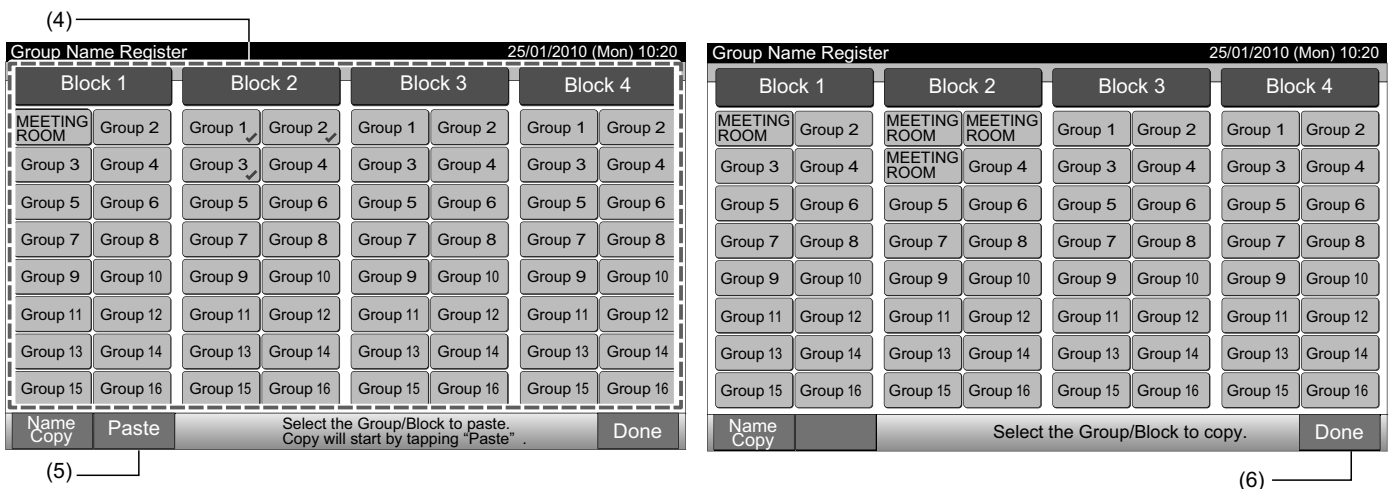 (4)
Group Name Register 25/01/2010 (Mon) 10:20
Block 1 Block 2 Block 3 Block 4
MEETING ROOM Group 2 Group 1 Group 2 Group 1 Group 2 Group 1 Group 2
Group 3 Group 4 Group 3 Group 4 Group 3 Group 4 Group 3 Group 4
Group 5 Group 6 Group 5 Group 6 Group 5 Group 6 Group 5 Group 6
Group 7 Group 8 Group 7 Group 8 Group 7 Group 8 Group 7 Group 8
Group 9 Group 10 Group 9 Group 10 Group 9 Group 10 Group 9 Group 10
Group 11 Group 12 Group 11 Group 12 Group 11 Group 12 Group 11 Group 12
Group 13 Group 14 Group 13 Group 14 Group 13 Group 14 Group 13 Group 14
Group 15 Group 16 Group 15 Group 16 Group 15 Group 16 Group 15 Group 16
Name Copy Paste Select the Group/Block to paste. Done
Copy will start by tapping “Paste” .
(5)
Group Name Register 25/01/2010 (Mon) 10:20
Block 1 Block 2 Block 3 Block 4
MEETING ROOM Group 2 MEETING ROOM MEETING ROOM Group 1 Group 2 Group 1 Group 2
Group 3 Group 4 MEETING ROOM Group 4 Group 3 Group 4 Group 3 Group 4
Group 5 Group 6 Group 5 Group 6 Group 5 Group 6 Group 5 Group 6
Group 7 Group 8 Group 7 Group 8 Group 7 Group 8 Group 7 Group 8
Group 9 Group 10 Group 9 Group 10 Group 9 Group 10 Group 9 Group 10
Group 11 Group 12 Group 11 Group 12 Group 11 Group 12 Group 11 Group 12
Group 13 Group 14 Group 13 Group 14 Group 13 Group 14 Group 13 Group 14
Group 15 Group 16 Group 15 Group 16 Group 15 Group 16 Group 15 Group 16
Name Copy Select the Group/Block to copy. Done
(6)